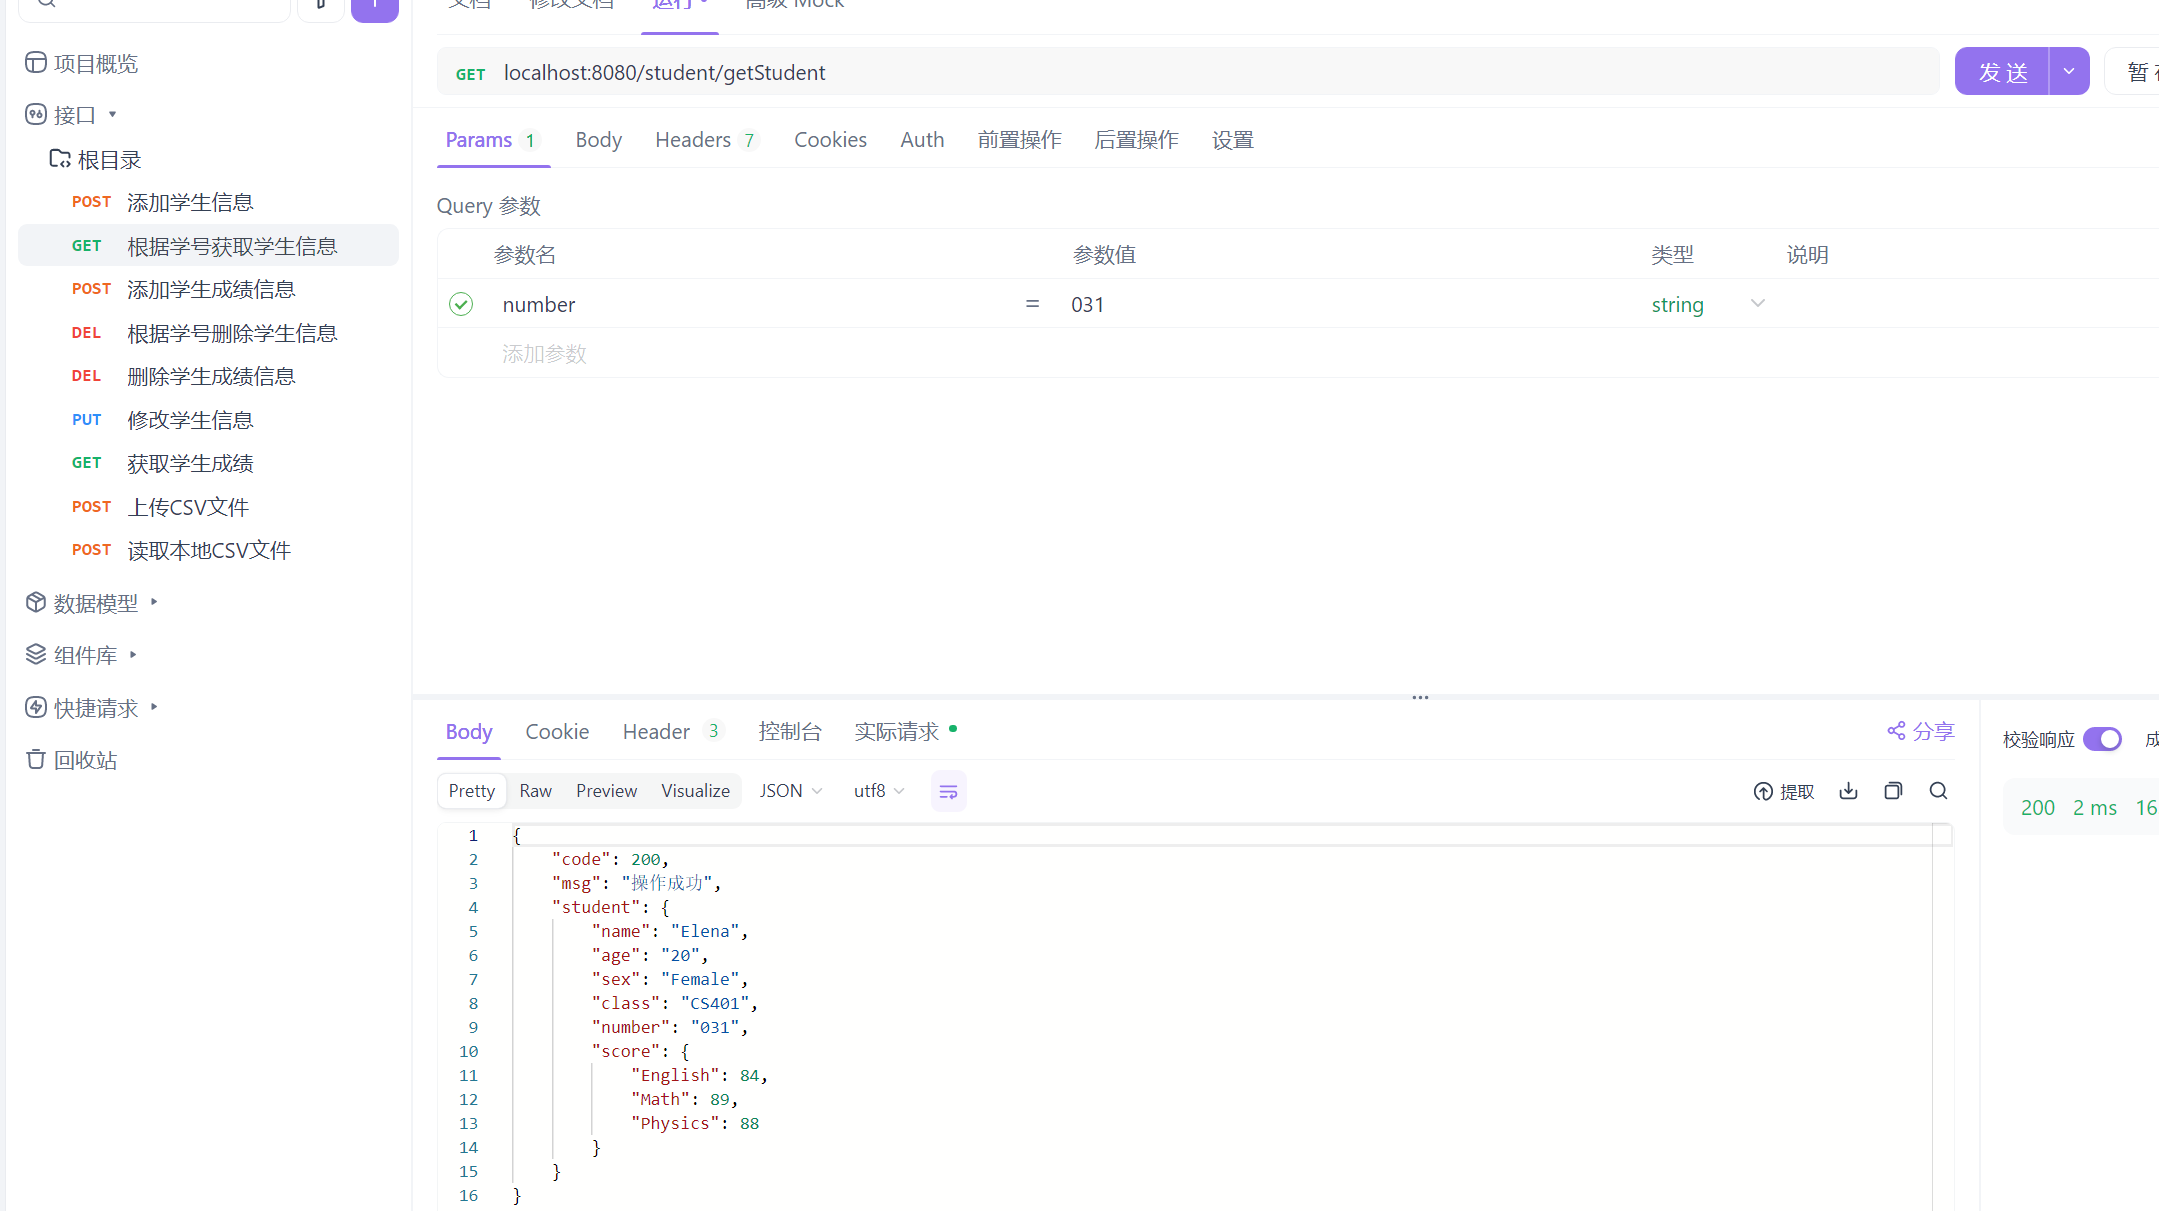 文档 修改文档 运行 高级 Mock
项目概览
接口
根目录
POST 添加学生信息
GET 根据学号获取学生信息
POST 添加学生成绩信息
DEL 根据学号删除学生信息
DEL 删除学生成绩信息
PUT 修改学生信息
GET 获取学生成绩
POST 上传CSV文件
POST 读取本地CSV文件
数据模型
组件库
快捷请求
回收站
GET localhost:8080/student/getStudent 发送 暂
Params 1 Body Headers 7 Cookies Auth 前置操作 后置操作 设置
Query 参数
参数名 参数值 类型 说明
number = 031 string
添加参数
Body Cookie Header 3 控制台 实际请求 分享
Pretty Raw Preview Visualize JSON utf8 提取
1 {
2 "code": 200,
3 "msg": "操作成功",
4 "student": {
5 "name": "Elena",
6 "age": "20",
7 "sex": "Female",
8 "class": "CS401",
9 "number": "031",
10 "score": {
11 "English": 84,
12 "Math": 89,
13 "Physics": 88
14 }
15 }
16 }
校验响应 成
200 2 ms 16